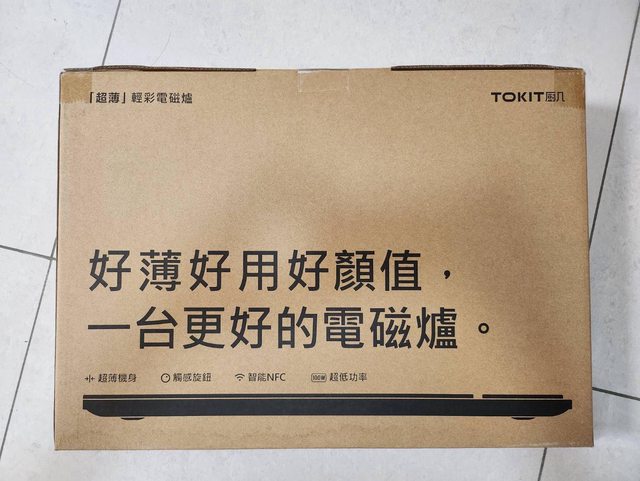 「超薄」輕彩電磁爐
TOKIT厨几
好薄好用好顏值，
一台更好的電磁爐。
超薄機身 觸感旋鈕 智能NFC 100W 超低功率